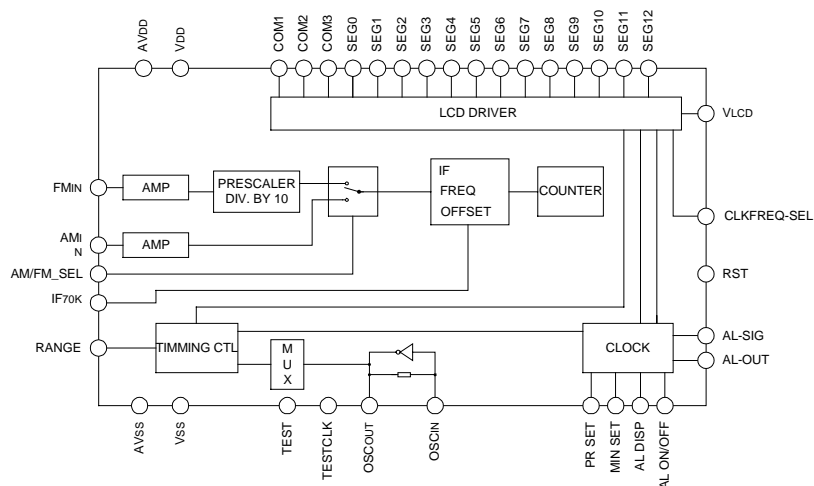 AVDD
VDD
COM1
COM2
COM3
SEG0
SEG1
SEG2
SEG3
SEG4
SEG5
SEG6
SEG7
SEG8
SEG9
SEG10
SEG11
SEG12
LCD DRIVER
VLCD
FMIN
AMP
PRESCALER
DIV. BY 10
IF
FREQ
OFFSET
COUNTER
CLKFREQ-SEL
AMI
N
AMP
AM/FM_SEL
RST
IF70K
RANGE
TIMMING CTL
M
U
X
CLOCK
AL-SIG
AL-OUT
AVSS
VSS
TEST
TESTCLK
OSCOUT
OSCIN
PR SET
MIN SET
AL DISP
AL ON/OFF